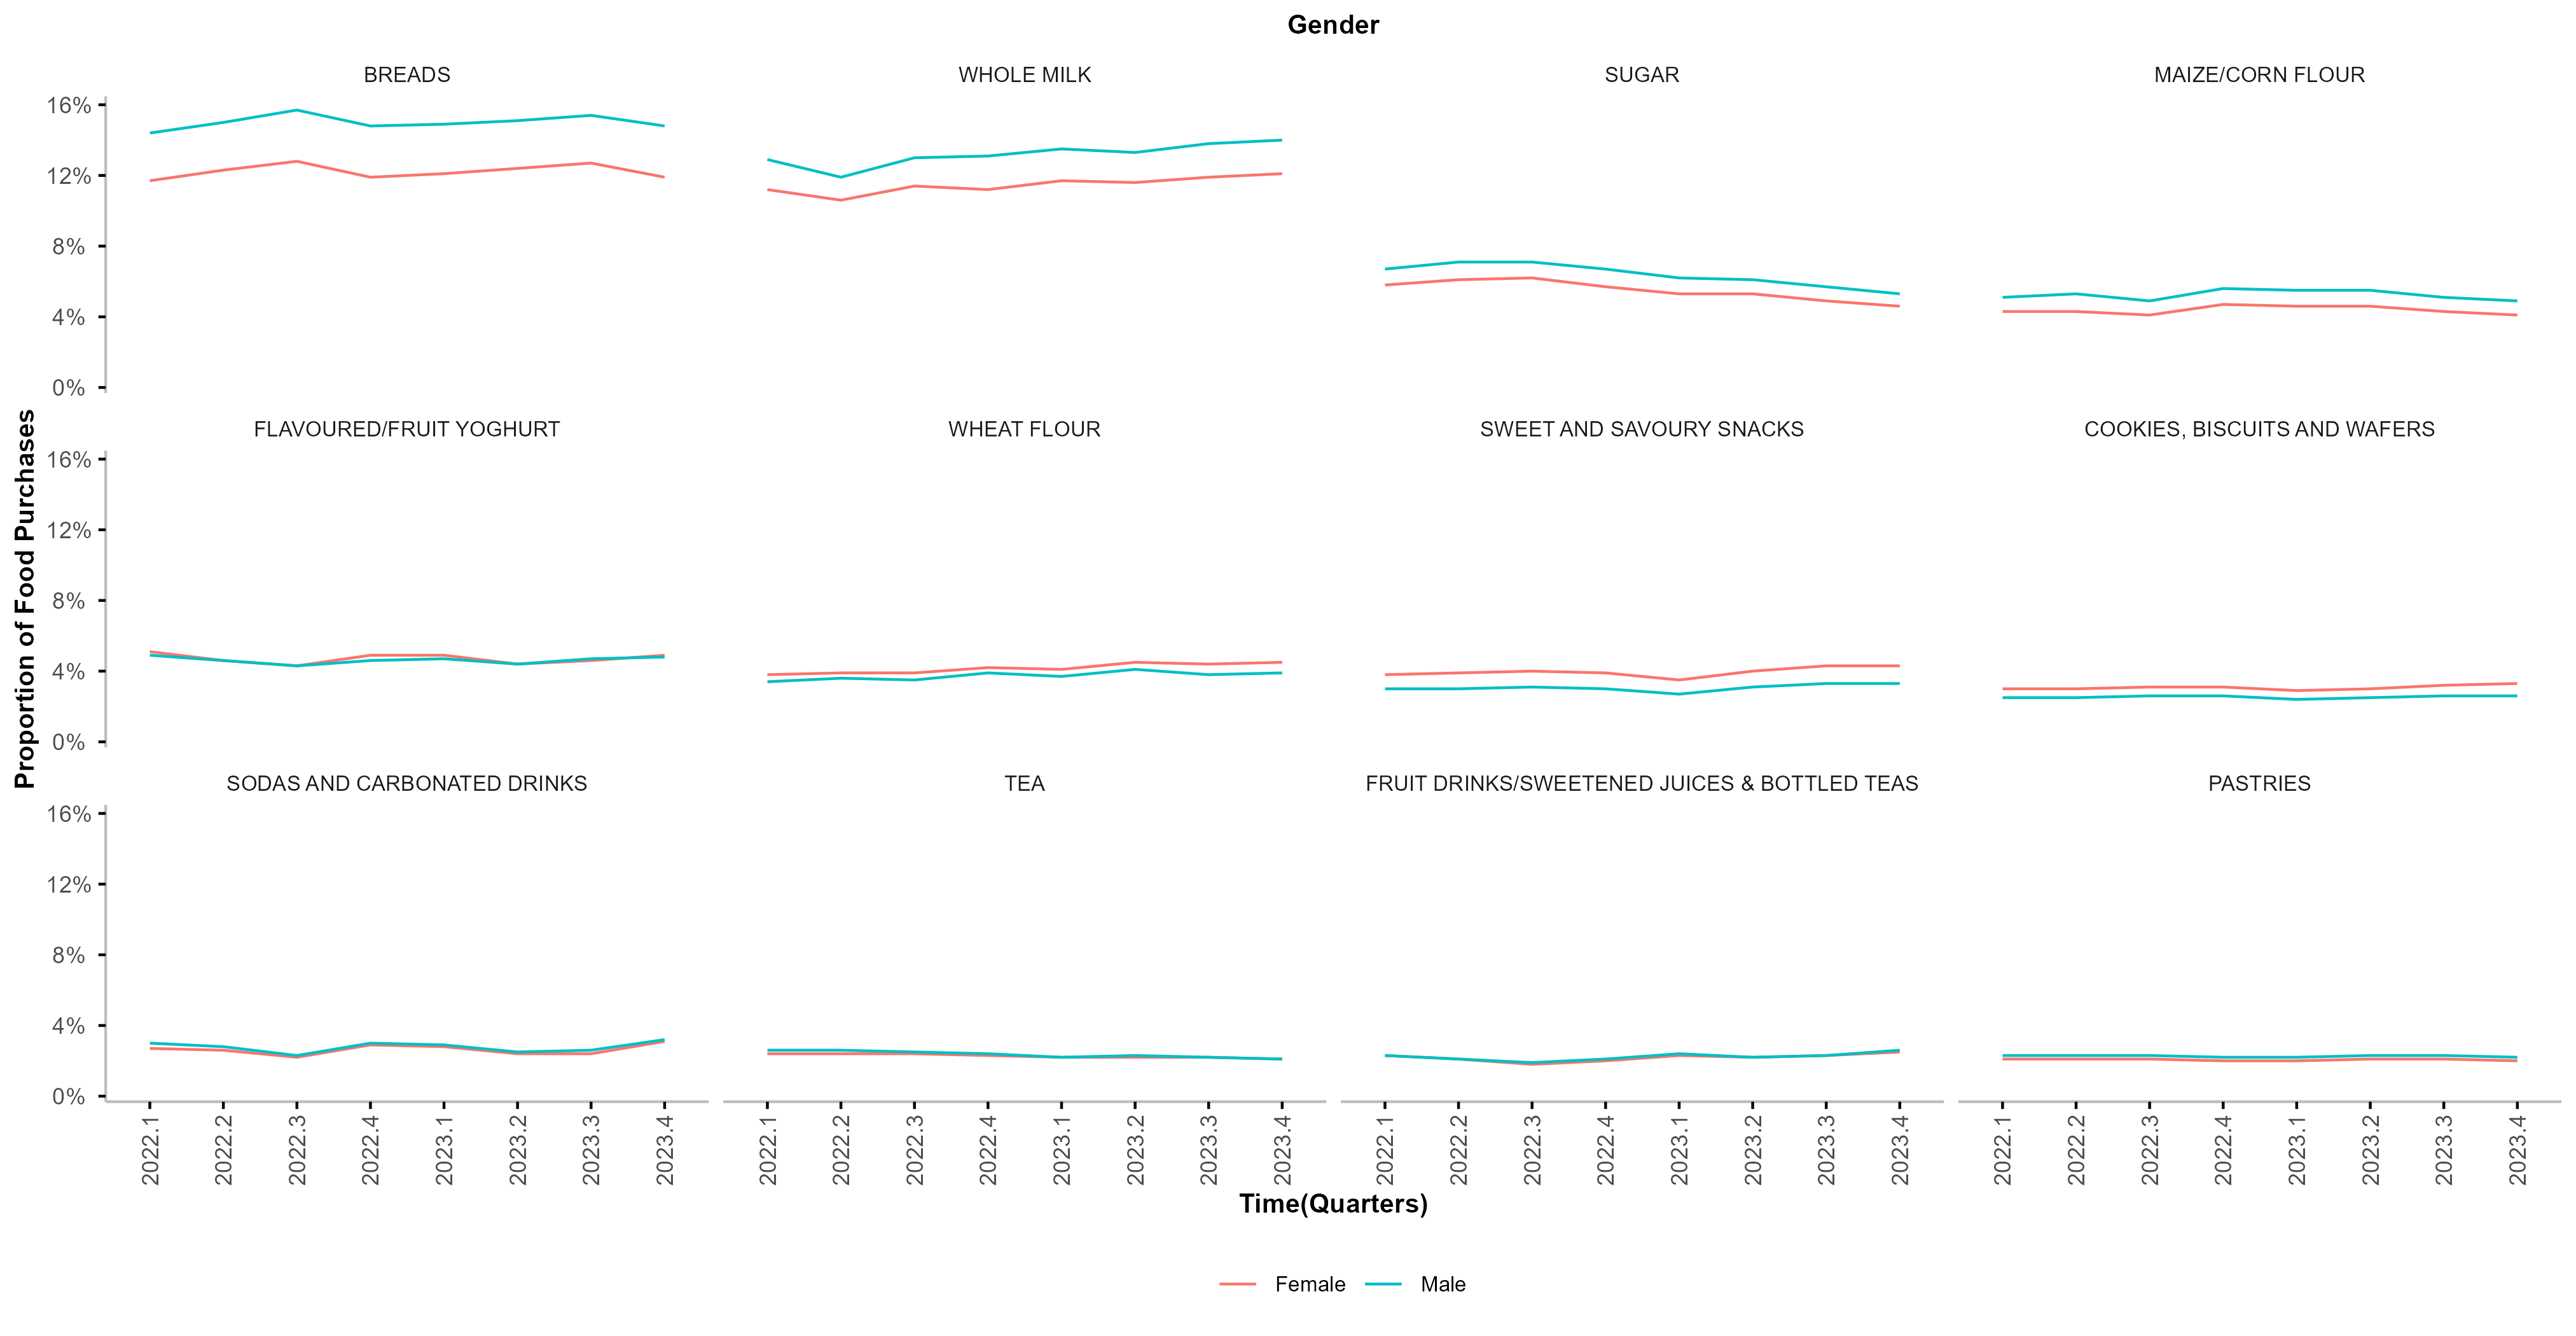 Gender
BREADS
WHOLE MILK
SUGAR
MAIZE/CORN FLOUR
16%
12%
8%
4%
0%
FLAVOURED/FRUIT YOGHURT
WHEAT FLOUR
SWEET AND SAVOURY SNACKS
COOKIES, BISCUITS AND WAFERS
16%
12%
8%
4%
0%
Proportion of Food Purchases
SODAS AND CARBONATED DRINKS
TEA
FRUIT DRINKS/SWEETENED JUICES & BOTTLED TEAS
PASTRIES
16%
12%
8%
4%
0%
2022.1 2022.2 2022.3 2022.4 2023.1 2023.2 2023.3 2023.4
2022.1 2022.2 2022.3 2022.4 2023.1 2023.2 2023.3 2023.4
2022.1 2022.2 2022.3 2022.4 2023.1 2023.2 2023.3 2023.4
2022.1 2022.2 2022.3 2022.4 2023.1 2023.2 2023.3 2023.4
Time(Quarters)
Female Male